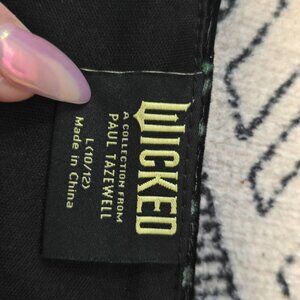 WICKED
A COLLECTION FROM
PAUL TAZEWELL
L (10/12)
Made in China